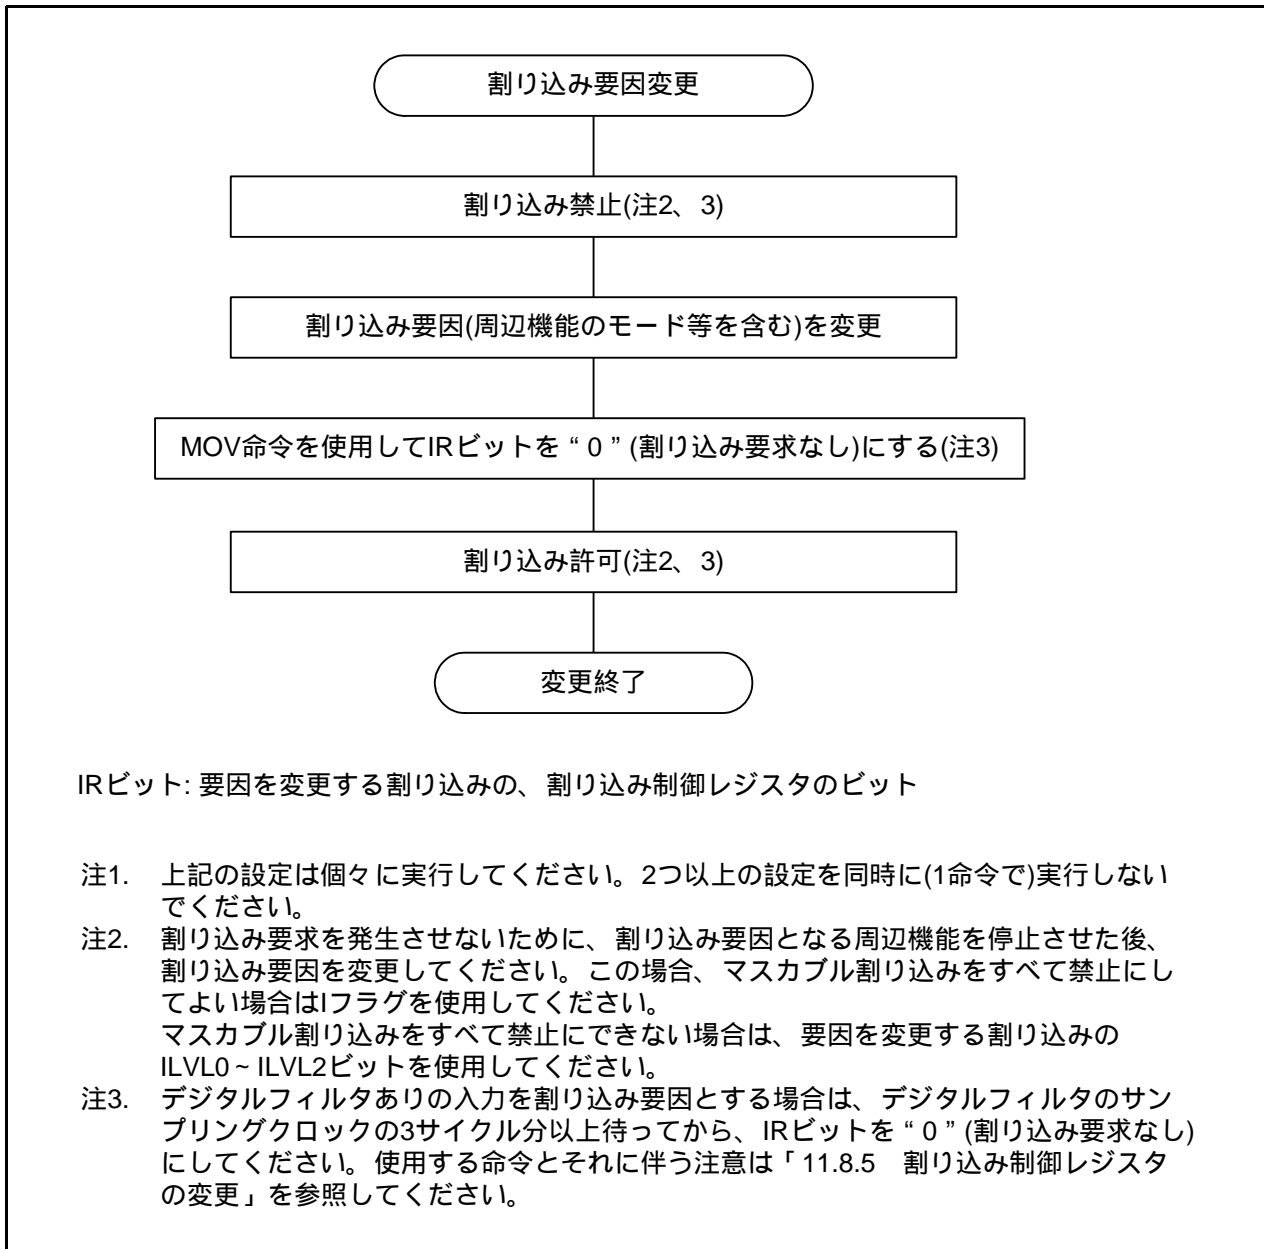 割り込み要因変更
割り込み禁止(注2、3)
割り込み要因(周辺機能のモード等を含む)を変更
MOV命令を使用してIRビットを“0”(割り込み要求なし)にする(注3)
割り込み許可(注2、3)
変更終了
IRビット: 要因を変更する割り込みの、割り込み制御レジスタのビット
注1. 上記の設定は個々に実行してください。2つ以上の設定を同時に(1命令で)実行しない
でください。
注2. 割り込み要求を発生させないために、割り込み要因となる周辺機能を停止させた後、
割り込み要因を変更してください。この場合、マスカブル割り込みをすべて禁止にし
てよい場合はIフラグを使用してください。
マスカブル割り込みをすべて禁止にできない場合は、要因を変更する割り込みの
ILVL0~ILVL2ビットを使用してください。
注3. デジタルフィルタありの入力を割り込み要因とする場合は、デジタルフィルタのサン
プリングクロックの3サイクル分以上待ってから、IRビットを“0”(割り込み要求なし)
にしてください。使用する命令とそれに伴う注意は「11.8.5 割り込み制御レジスタ
の変更」を参照してください。